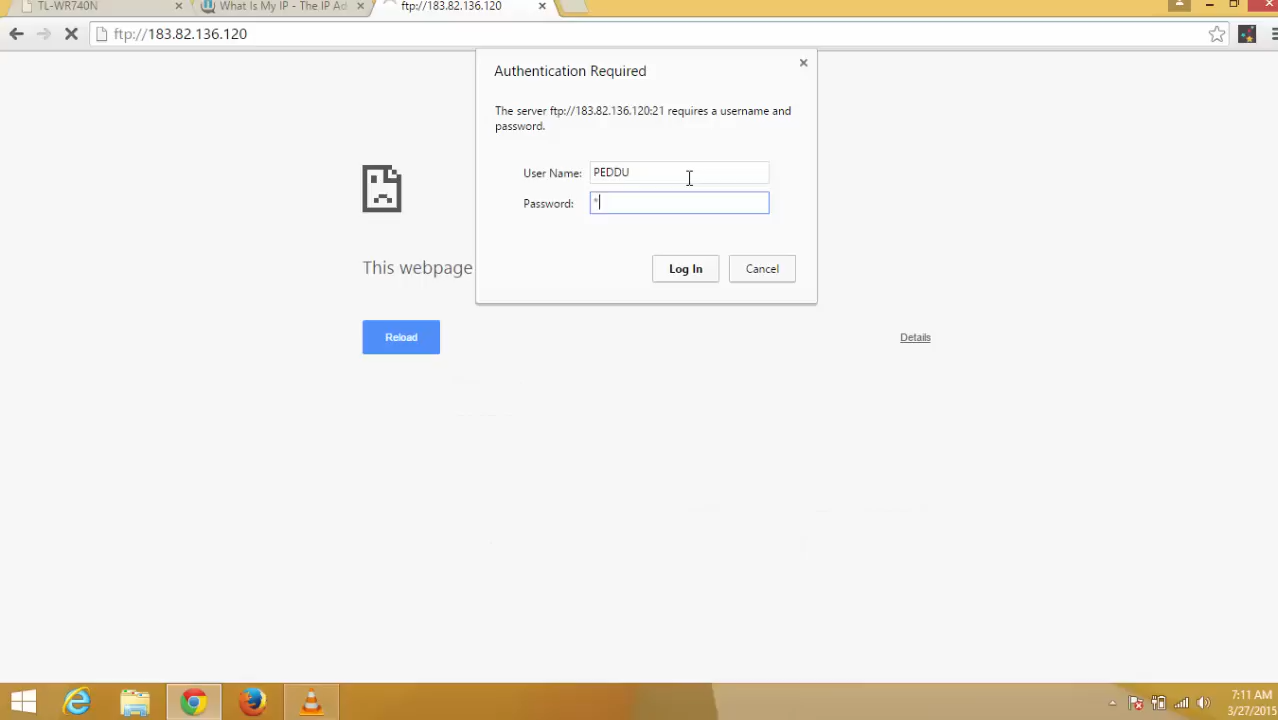 TL-WR740N
What Is My IP - The IP Ad
ftp://183.82.136.120
ftp://183.82.136.120
Authentication Required
The server ftp://183.82.136.120:21 requires a username and
password.
User Name: PEDDU
Password: *
Log In Cancel
This webpage
Reload
Details
7:11 AM
3/27/2015